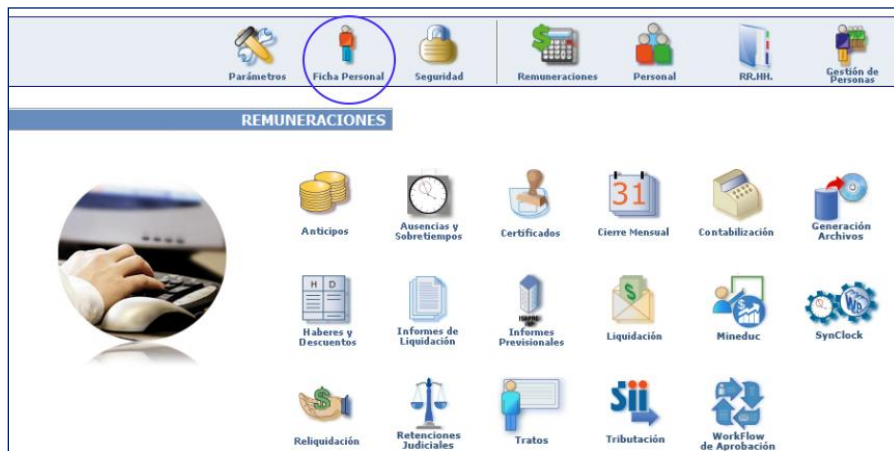 Parámetros
Ficha Personal
Seguridad
Remuneraciones
Personal
RR.HH.
Gestión de
Personas
REMUNERACIONES
Anticipos
Ausencias y
Sobretiempos
Certificados
31
Cierre Mensual
Contabilización
Generación
Archivos
H D
Haberes y
Descuentos
Informes de
Liquidación
ISAPRE
Informes
Previsionales
Liquidación
Mineduc
SynClock
Reliquidación
Retenciones
Judiciales
Tratos
Sii
Tributación
WorkFlow
de Aprobación